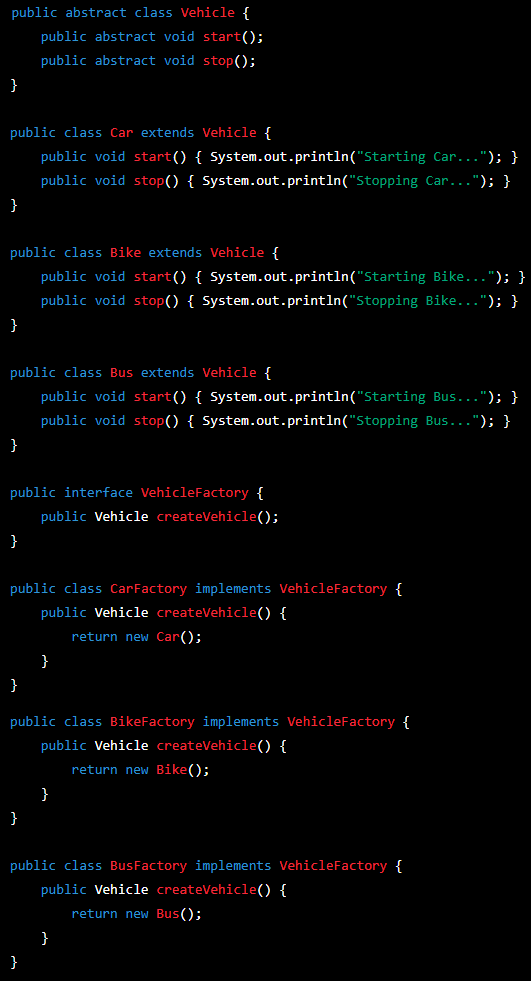 public abstract class Vehicle {
    public abstract void start();
    public abstract void stop();
}

public class Car extends Vehicle {
    public void start() { System.out.println("Starting Car..."); }
    public void stop() { System.out.println("Stopping Car..."); }
}

public class Bike extends Vehicle {
    public void start() { System.out.println("Starting Bike..."); }
    public void stop() { System.out.println("Stopping Bike..."); }
}

public class Bus extends Vehicle {
    public void start() { System.out.println("Starting Bus..."); }
    public void stop() { System.out.println("Stopping Bus..."); }
}

public interface VehicleFactory {
    public Vehicle createVehicle();
}

public class CarFactory implements VehicleFactory {
    public Vehicle createVehicle() {
        return new Car();
    }
}

public class BikeFactory implements VehicleFactory {
    public Vehicle createVehicle() {
        return new Bike();
    }
}

public class BusFactory implements VehicleFactory {
    public Vehicle createVehicle() {
        return new Bus();
    }
}